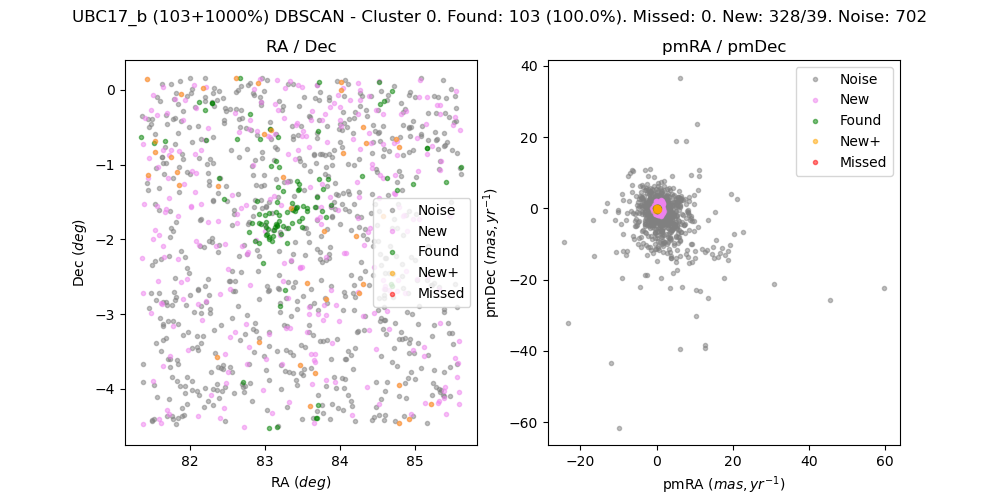 UBC17_b (103+1000%) DBSCAN - Cluster 0. Found: 103 (100.0%). Missed: 0. New: 328/39. Noise: 702
RA / Dec
0
−1
−2
−3
−4
Dec (deg)
82
83
84
85
RA (deg)
Noise
New
Found
New+
Missed
pmRA / pmDec
40
20
0
−20
−40
−60
pmDec (mas, yr⁻¹)
−20
0
20
40
60
pmRA (mas, yr⁻¹)
Noise
New
Found
New+
Missed